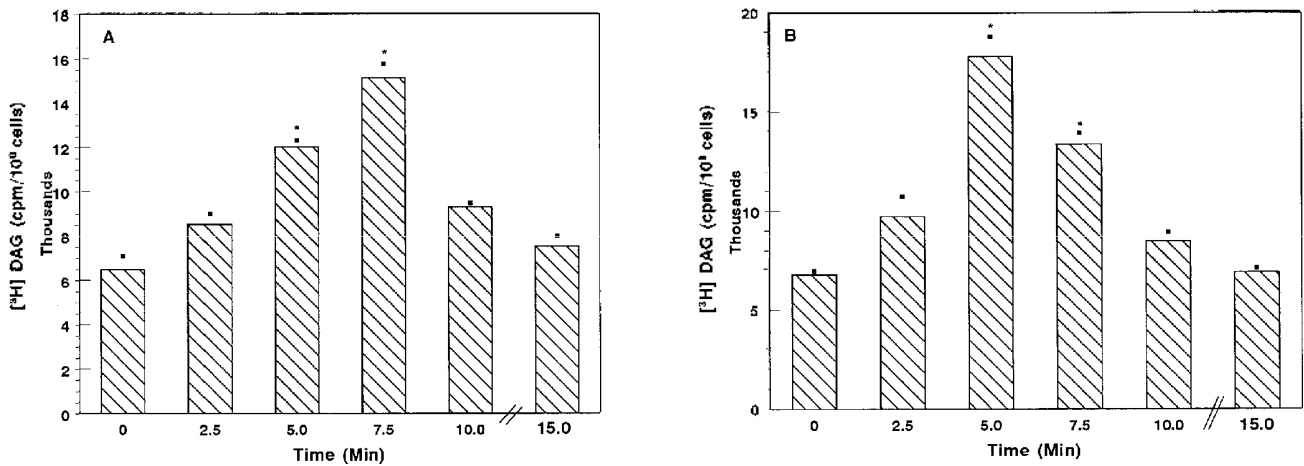 A
18
16
14
12
10
8
6
4
2
0
[³H] DAG (cpm/10⁶ cells)
Thousands
* *
0 2.5 5.0 7.5 10.0 15.0
Time (Min)
B
20
15
10
5
0
[³H] DAG (cpm/10⁶ cells)
Thousands
* *
0 2.5 5.0 7.5 10.0 15.0
Time (Min)